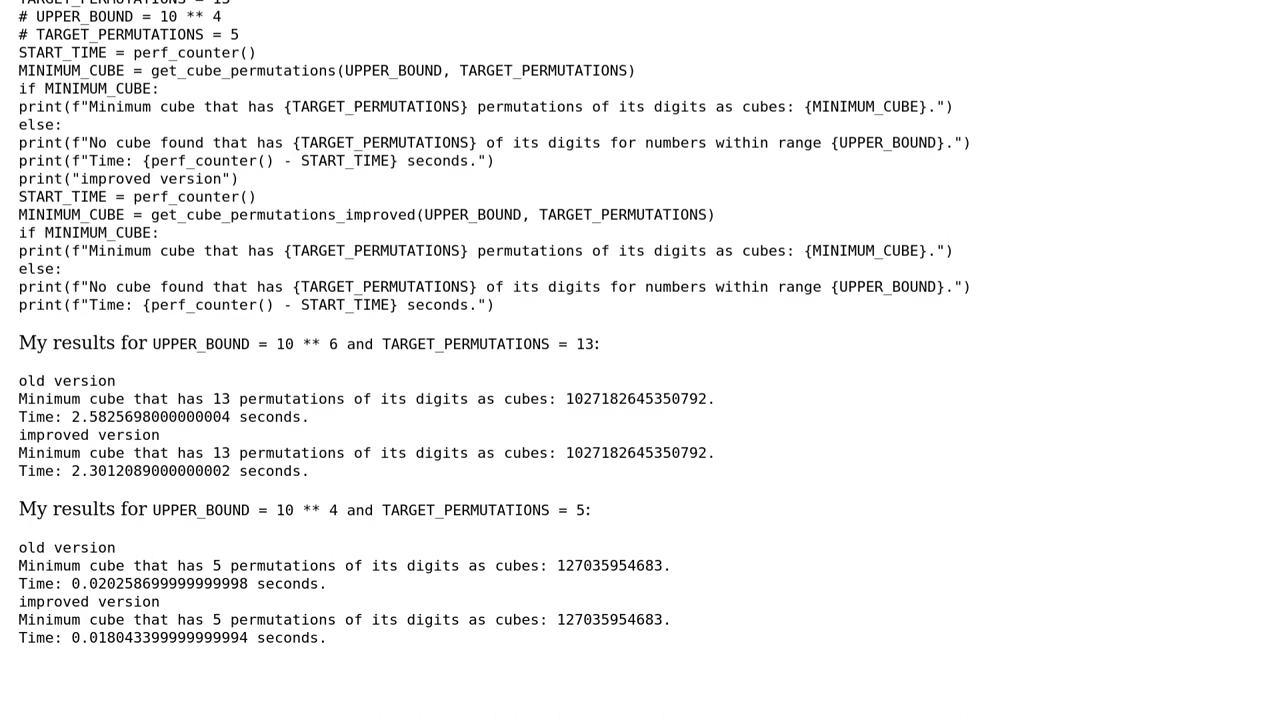 TARGET_PERMUTATIONS = 13
# UPPER_BOUND = 10 ** 4
# TARGET_PERMUTATIONS = 5
START_TIME = perf_counter()
MINIMUM_CUBE = get_cube_permutations(UPPER_BOUND, TARGET_PERMUTATIONS)
if MINIMUM_CUBE:
print(f"Minimum cube that has {TARGET_PERMUTATIONS} permutations of its digits as cubes: {MINIMUM_CUBE}.")
else:
print(f"No cube found that has {TARGET_PERMUTATIONS} of its digits for numbers within range {UPPER_BOUND}.")
print(f"Time: {perf_counter() - START_TIME} seconds.")
print("improved version")
START_TIME = perf_counter()
MINIMUM_CUBE = get_cube_permutations_improved(UPPER_BOUND, TARGET_PERMUTATIONS)
if MINIMUM_CUBE:
print(f"Minimum cube that has {TARGET_PERMUTATIONS} permutations of its digits as cubes: {MINIMUM_CUBE}.")
else:
print(f"No cube found that has {TARGET_PERMUTATIONS} of its digits for numbers within range {UPPER_BOUND}.")
print(f"Time: {perf_counter() - START_TIME} seconds.")
My results for UPPER_BOUND = 10 ** 6 and TARGET_PERMUTATIONS = 13:
old version
Minimum cube that has 13 permutations of its digits as cubes: 1027182645350792.
Time: 2.5825698000000004 seconds.
improved version
Minimum cube that has 13 permutations of its digits as cubes: 1027182645350792.
Time: 2.3012089000000002 seconds.
My results for UPPER_BOUND = 10 ** 4 and TARGET_PERMUTATIONS = 5:
old version
Minimum cube that has 5 permutations of its digits as cubes: 127035954683.
Time: 0.020258699999999998 seconds.
improved version
Minimum cube that has 5 permutations of its digits as cubes: 127035954683.
Time: 0.018043399999999994 seconds.